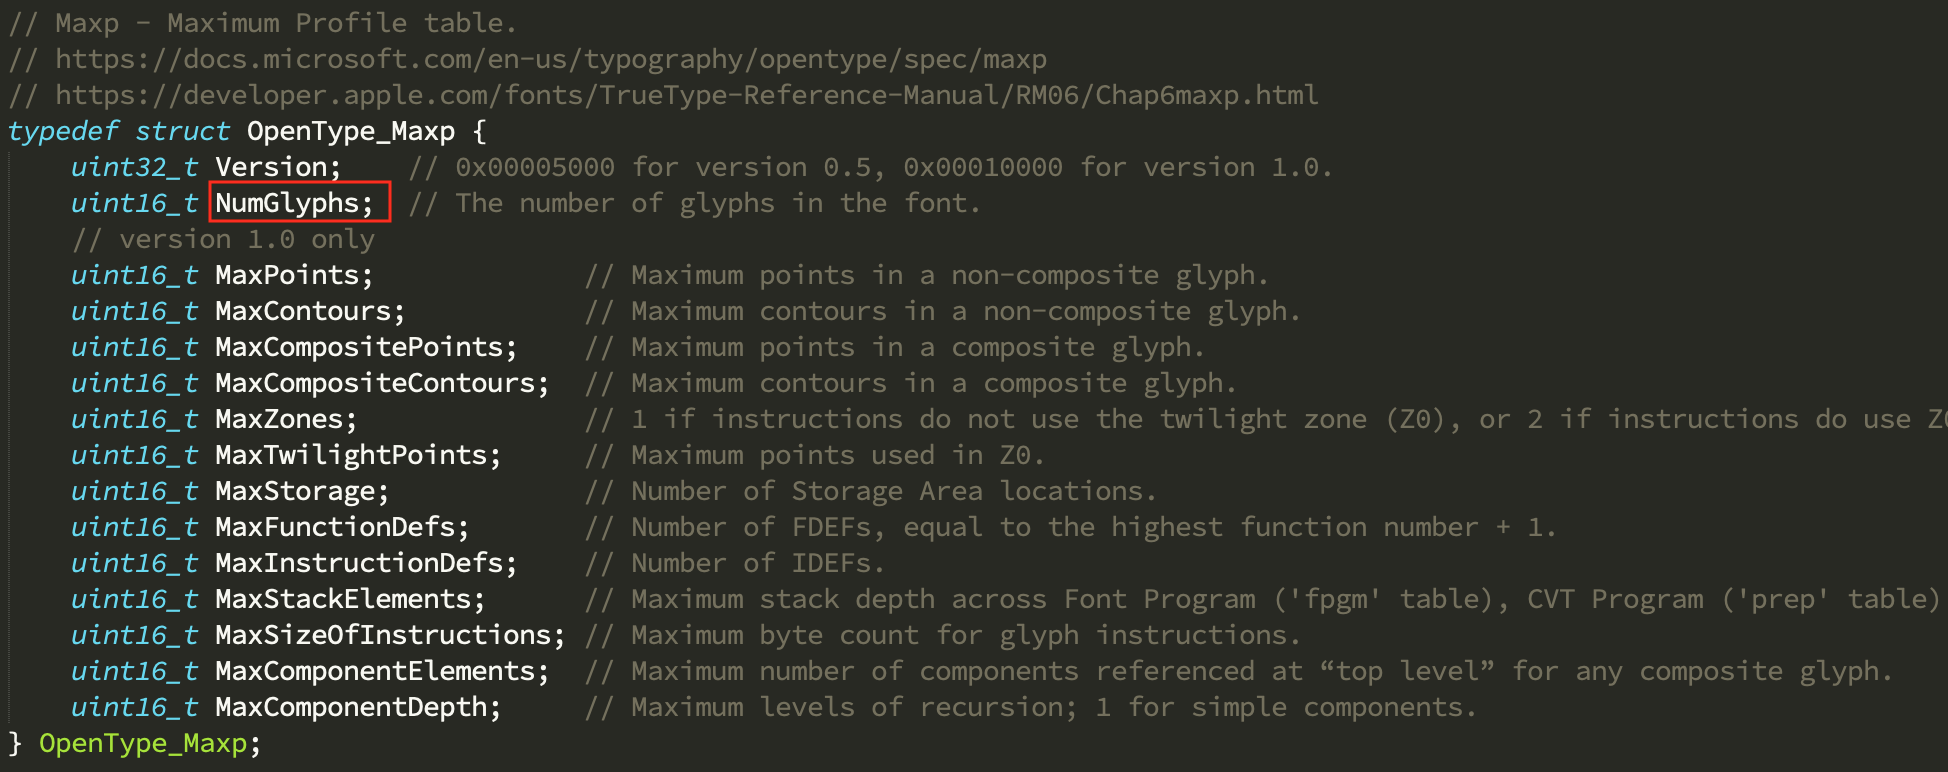 // Maxp - Maximum Profile table.
// https://docs.microsoft.com/en-us/typography/opentype/spec/maxp
// https://developer.apple.com/fonts/TrueType-Reference-Manual/RM06/Chap6maxp.html
typedef struct OpenType_Maxp {
    uint32_t Version;    // 0x00005000 for version 0.5, 0x00010000 for version 1.0.
    uint16_t NumGlyphs;  // The number of glyphs in the font.
    // version 1.0 only
    uint16_t MaxPoints;             // Maximum points in a non-composite glyph.
    uint16_t MaxContours;           // Maximum contours in a non-composite glyph.
    uint16_t MaxCompositePoints;    // Maximum points in a composite glyph.
    uint16_t MaxCompositeContours;  // Maximum contours in a composite glyph.
    uint16_t MaxZones;              // 1 if instructions do not use the twilight zone (Z0), or 2 if instructions do use Z0
    uint16_t MaxTwilightPoints;     // Maximum points used in Z0.
    uint16_t MaxStorage;            // Number of Storage Area locations.
    uint16_t MaxFunctionDefs;       // Number of FDEFs, equal to the highest function number + 1.
    uint16_t MaxInstructionDefs;    // Number of IDEFs.
    uint16_t MaxStackElements;      // Maximum stack depth across Font Program ('fpgm' table), CVT Program ('prep' table)
    uint16_t MaxSizeOfInstructions; // Maximum byte count for glyph instructions.
    uint16_t MaxComponentElements;  // Maximum number of components referenced at “top level” for any composite glyph.
    uint16_t MaxComponentDepth;     // Maximum levels of recursion; 1 for simple components.
} OpenType_Maxp;